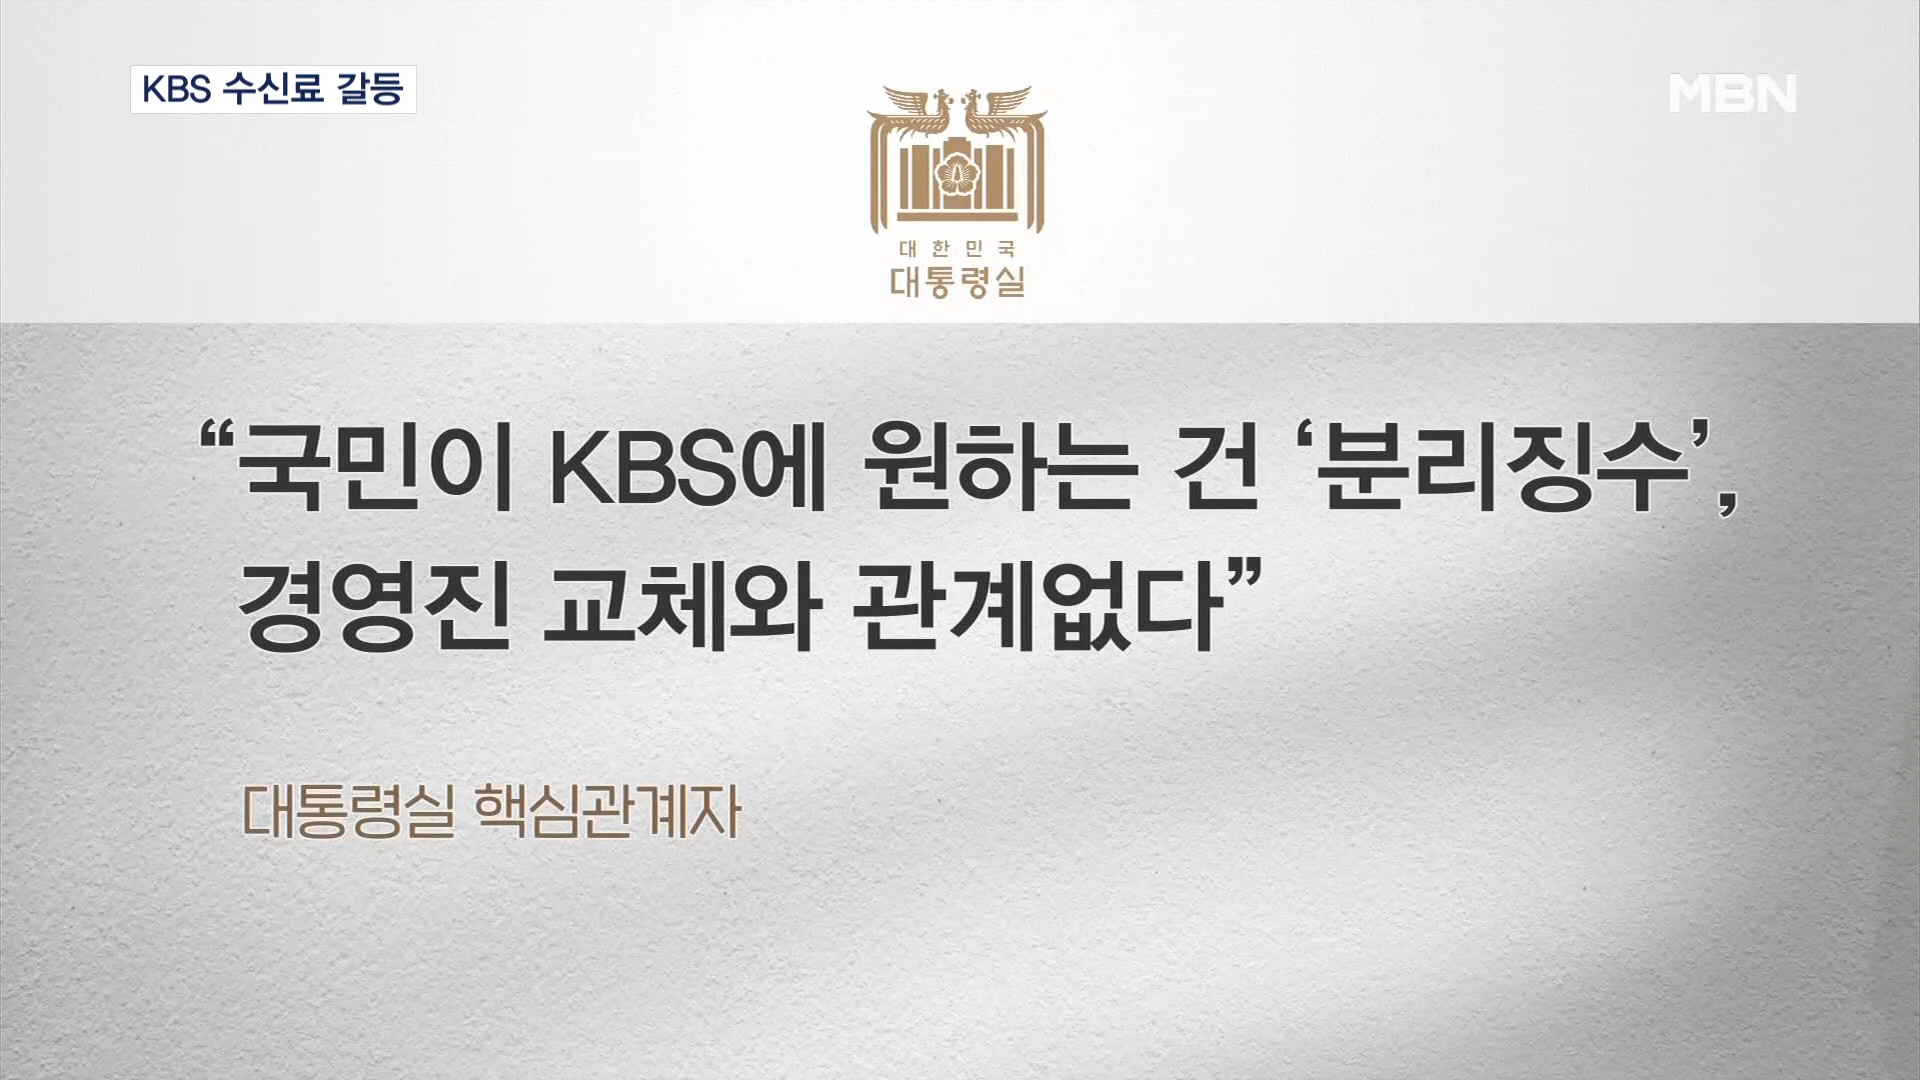 KBS 수신료 갈등
MBN
대한민국
대통령실
“국민이 KBS에 원하는 건 ‘분리징수’,
경영진 교체와 관계없다”
대통령실 핵심관계자